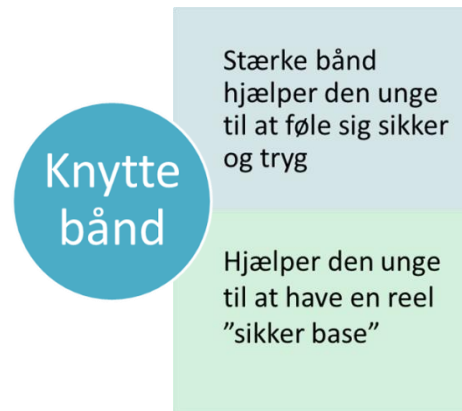 Knytte
bånd
Stærke bånd
hjælper den unge
til at føle sig sikker
og tryg
Hjælper den unge
til at have en reel
”sikker base”